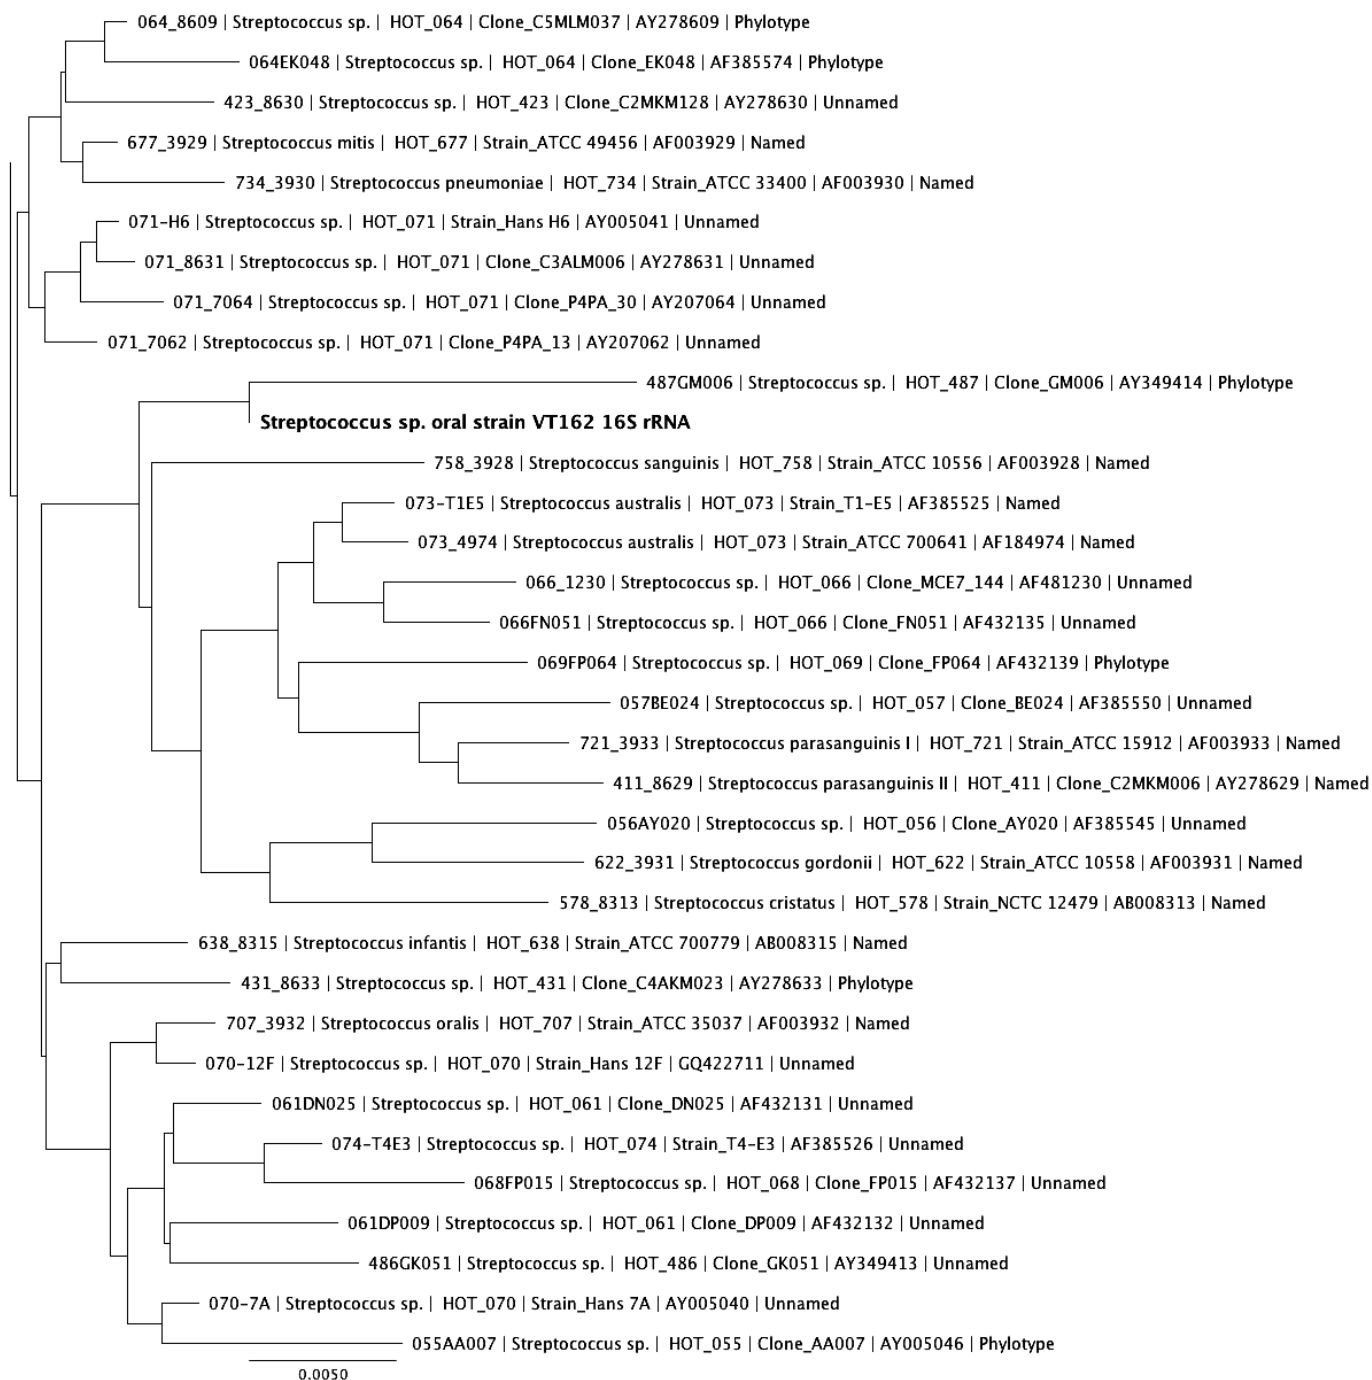 064_8609 | Streptococcus sp. | HOT_064 | Clone_C5MLM037 | AY278609 | Phylotype
064EK048 | Streptococcus sp. | HOT_064 | Clone_EK048 | AF385574 | Phylotype
423_8630 | Streptococcus sp. | HOT_423 | Clone_C2MKM128 | AY278630 | Unnamed
677_3929 | Streptococcus mitis | HOT_677 | Strain_ATCC 49456 | AF003929 | Named
734_3930 | Streptococcus pneumoniae | HOT_734 | Strain_ATCC 33400 | AF003930 | Named
071-H6 | Streptococcus sp. | HOT_071 | Strain_Hans H6 | AY005041 | Unnamed
071_8631 | Streptococcus sp. | HOT_071 | Clone_C3ALM006 | AY278631 | Unnamed
071_7064 | Streptococcus sp. | HOT_071 | Clone_P4PA_30 | AY207064 | Unnamed
071_7062 | Streptococcus sp. | HOT_071 | Clone_P4PA_13 | AY207062 | Unnamed
487GM006 | Streptococcus sp. | HOT_487 | Clone_GM006 | AY349414 | Phylotype
Streptococcus sp. oral strain VT162 16S rRNA
758_3928 | Streptococcus sanguinis | HOT_758 | Strain_ATCC 10556 | AF003928 | Named
073-T1E5 | Streptococcus australis | HOT_073 | Strain_T1-E5 | AF385525 | Named
073_4974 | Streptococcus australis | HOT_073 | Strain_ATCC 700641 | AF184974 | Named
066_1230 | Streptococcus sp. | HOT_066 | Clone_MCE7_144 | AF481230 | Unnamed
066FN051 | Streptococcus sp. | HOT_066 | Clone_FN051 | AF432135 | Unnamed
069FP064 | Streptococcus sp. | HOT_069 | Clone_FP064 | AF432139 | Phylotype
057BE024 | Streptococcus sp. | HOT_057 | Clone_BE024 | AF385550 | Unnamed
721_3933 | Streptococcus parasanguinis I | HOT_721 | Strain_ATCC 15912 | AF003933 | Named
411_8629 | Streptococcus parasanguinis II | HOT_411 | Clone_C2MKM006 | AY278629 | Named
056AY020 | Streptococcus sp. | HOT_056 | Clone_AY020 | AF385545 | Unnamed
622_3931 | Streptococcus gordonii | HOT_622 | Strain_ATCC 10558 | AF003931 | Named
578_8313 | Streptococcus cristatus | HOT_578 | Strain_NCTC 12479 | AB008313 | Named
638_8315 | Streptococcus infantis | HOT_638 | Strain_ATCC 700779 | AB008315 | Named
431_8633 | Streptococcus sp. | HOT_431 | Clone_C4AKM023 | AY278633 | Phylotype
707_3932 | Streptococcus oralis | HOT_707 | Strain_ATCC 35037 | AF003932 | Named
070-12F | Streptococcus sp. | HOT_070 | Strain_Hans 12F | GQ422711 | Unnamed
061DN025 | Streptococcus sp. | HOT_061 | Clone_DN025 | AF432131 | Unnamed
074-T4E3 | Streptococcus sp. | HOT_074 | Strain_T4-E3 | AF385526 | Unnamed
068FP015 | Streptococcus sp. | HOT_068 | Clone_FP015 | AF432137 | Unnamed
061DP009 | Streptococcus sp. | HOT_061 | Clone_DP009 | AF432132 | Unnamed
486GK051 | Streptococcus sp. | HOT_486 | Clone_GK051 | AY349413 | Unnamed
070-7A | Streptococcus sp. | HOT_070 | Strain_Hans 7A | AY005040 | Unnamed
055AA007 | Streptococcus sp. | HOT_055 | Clone_AA007 | AY005046 | Phylotype
0.0050